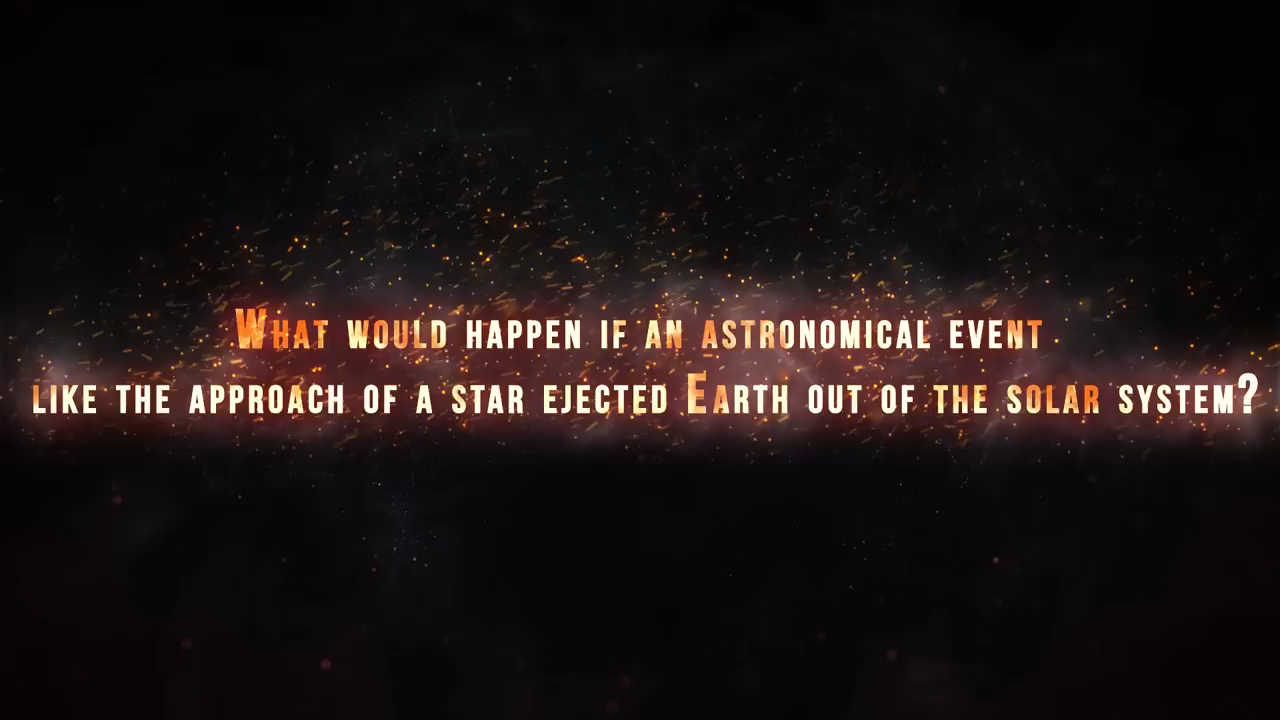 What would happen if an astronomical event
like the approach of a star ejected Earth out of the solar system?